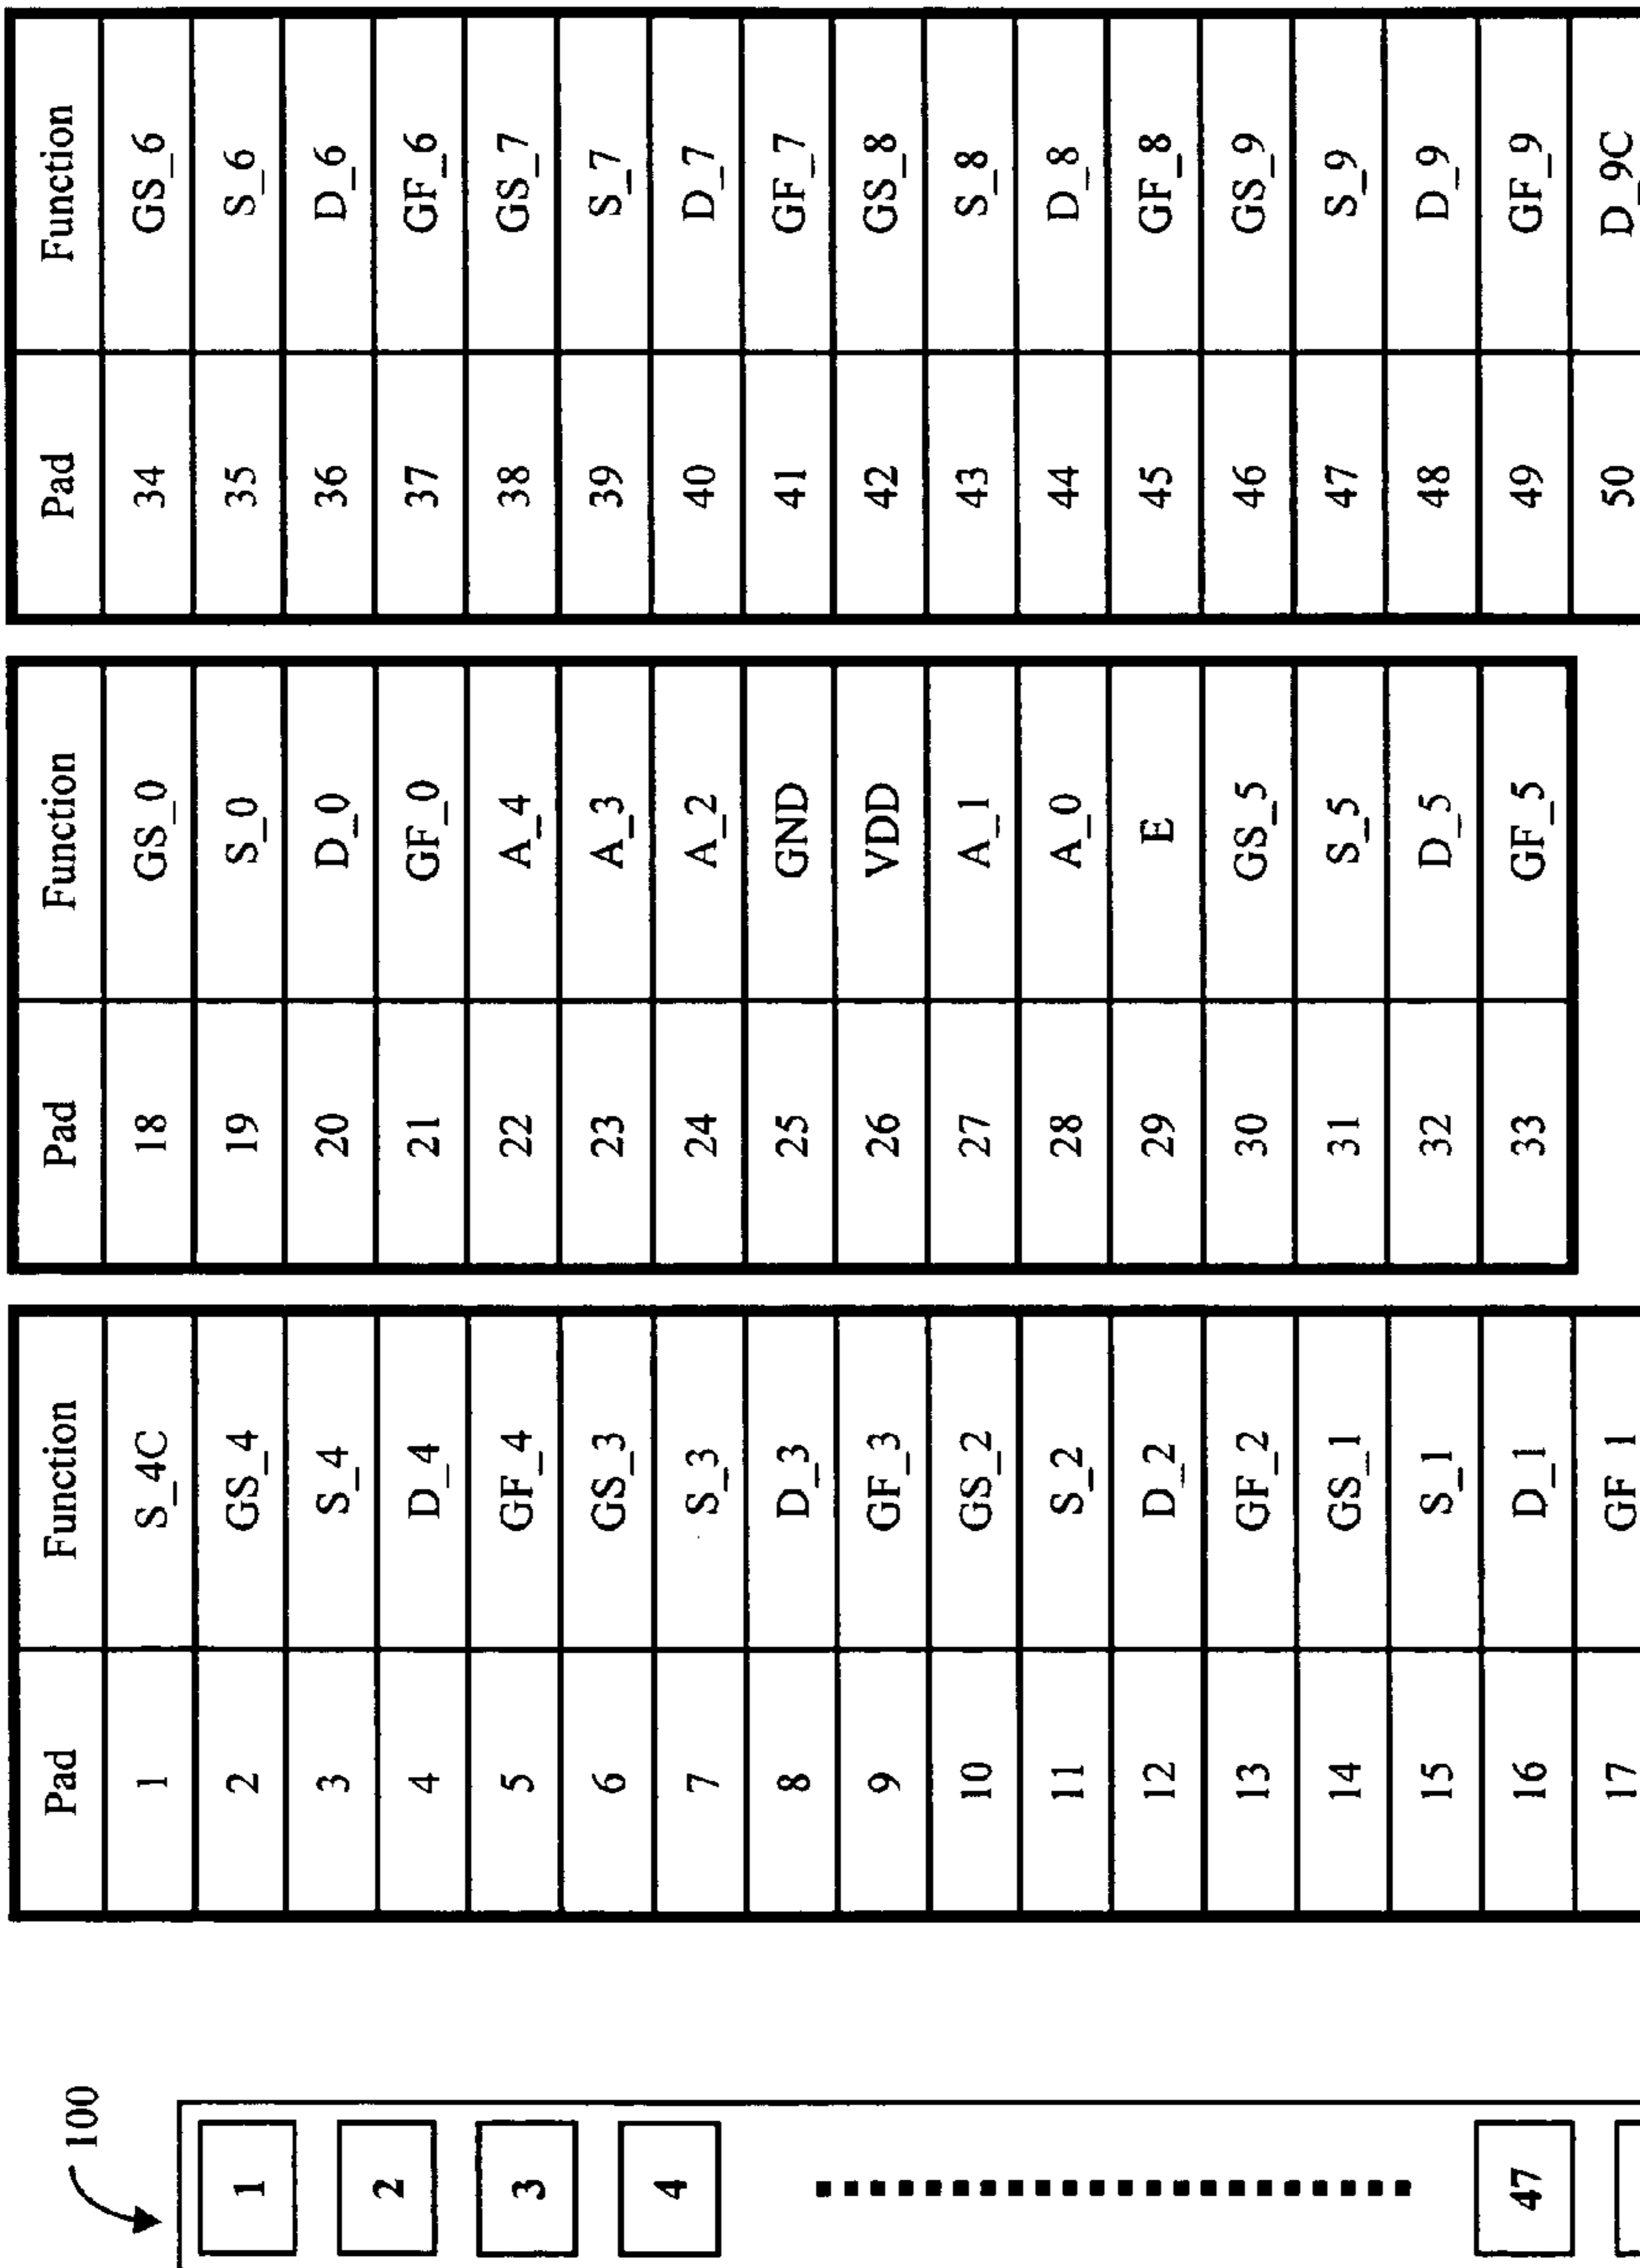 100
1
2
3
4
47
Pad Function
1 S_4C
2 GS_4
3 S_4
4 D_4
5 GF_4
6 GS_3
7 S_3
8 D_3
9 GF_3
10 GS_2
11 S_2
12 D_2
13 GF_2
14 GS_1
15 S_1
16 D_1
17 GF_1
Pad Function
18 GS_0
19 S_0
20 D_0
21 GF_0
22 A_4
23 A_3
24 A_2
25 GND
26 VDD
27 A_1
28 A_0
29 E
30 GS_5
31 S_5
32 D_5
33 GF_5
Pad Function
34 GS_6
35 S_6
36 D_6
37 GF_6
38 GS_7
39 S_7
40 D_7
41 GF_7
42 GS_8
43 S_8
44 D_8
45 GF_8
46 GS_9
47 S_9
48 D_9
49 GF_9
50 D_9C